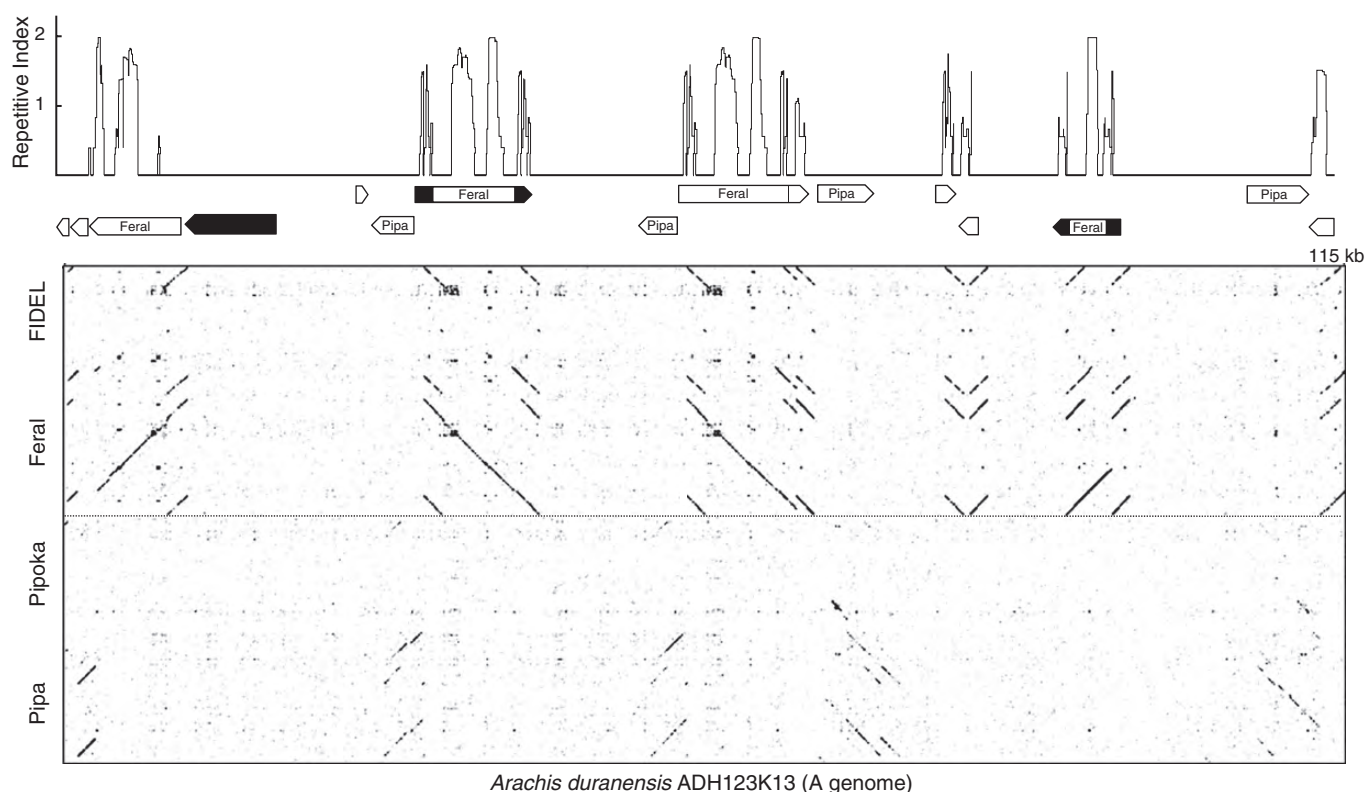 Repetitive Index
2
1
Feral
Pipa
Pipa
Feral
Pipa
Feral
Pipa
Feral
115 kb
FIDEL
Feral
Pipoka
Pipa
Arachis duranensis ADH123K13 (A genome)